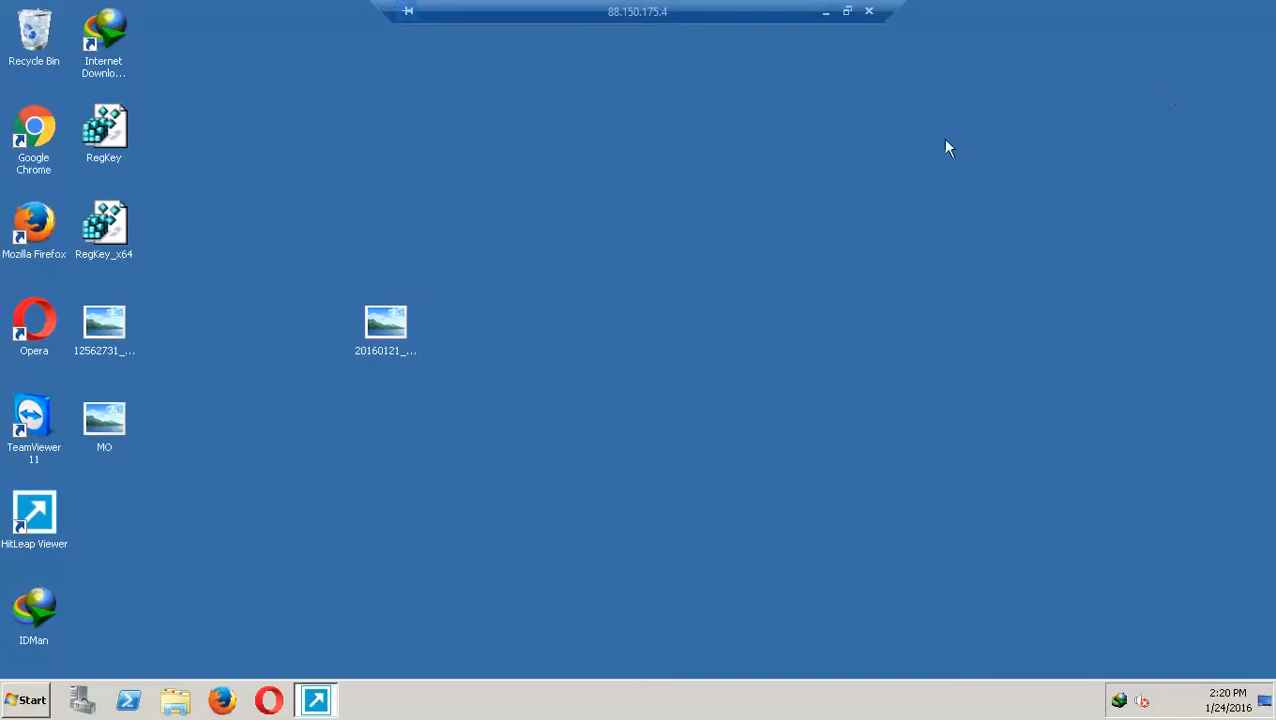 88.150.175.4
Recycle Bin
Internet
Downlo...
Google
Chrome
RegKey
Mozilla Firefox
RegKey_x64
Opera
12562731_...
20160121_...
TeamViewer
11
MO
HitLeap Viewer
IDMan
Start
2:20 PM
1/24/2016